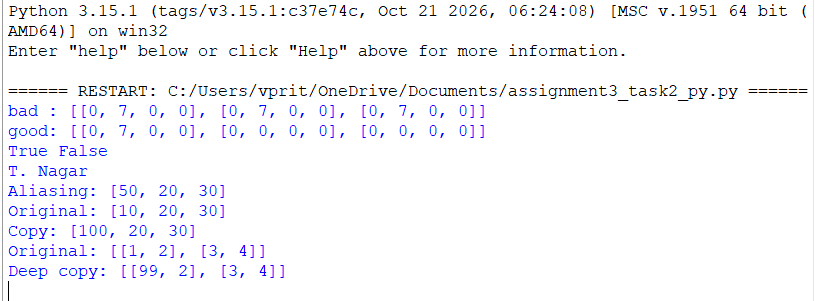 Python 3.15.1 (tags/v3.15.1:c37e74c, Oct 21 2026, 06:24:08) [MSC v.1951 64 bit (
AMD64)] on win32
Enter "help" below or click "Help" above for more information.
====== RESTART: C:/Users/vprit/OneDrive/Documents/assignment3_task2_py.py ======
bad : [[0, 7, 0, 0], [0, 7, 0, 0], [0, 7, 0, 0]]
good: [[0, 7, 0, 0], [0, 0, 0, 0], [0, 0, 0, 0]]
True False
T. Nagar
Aliasing: [50, 20, 30]
Original: [10, 20, 30]
Copy: [100, 20, 30]
Original: [[1, 2], [3, 4]]
Deep copy: [[99, 2], [3, 4]]